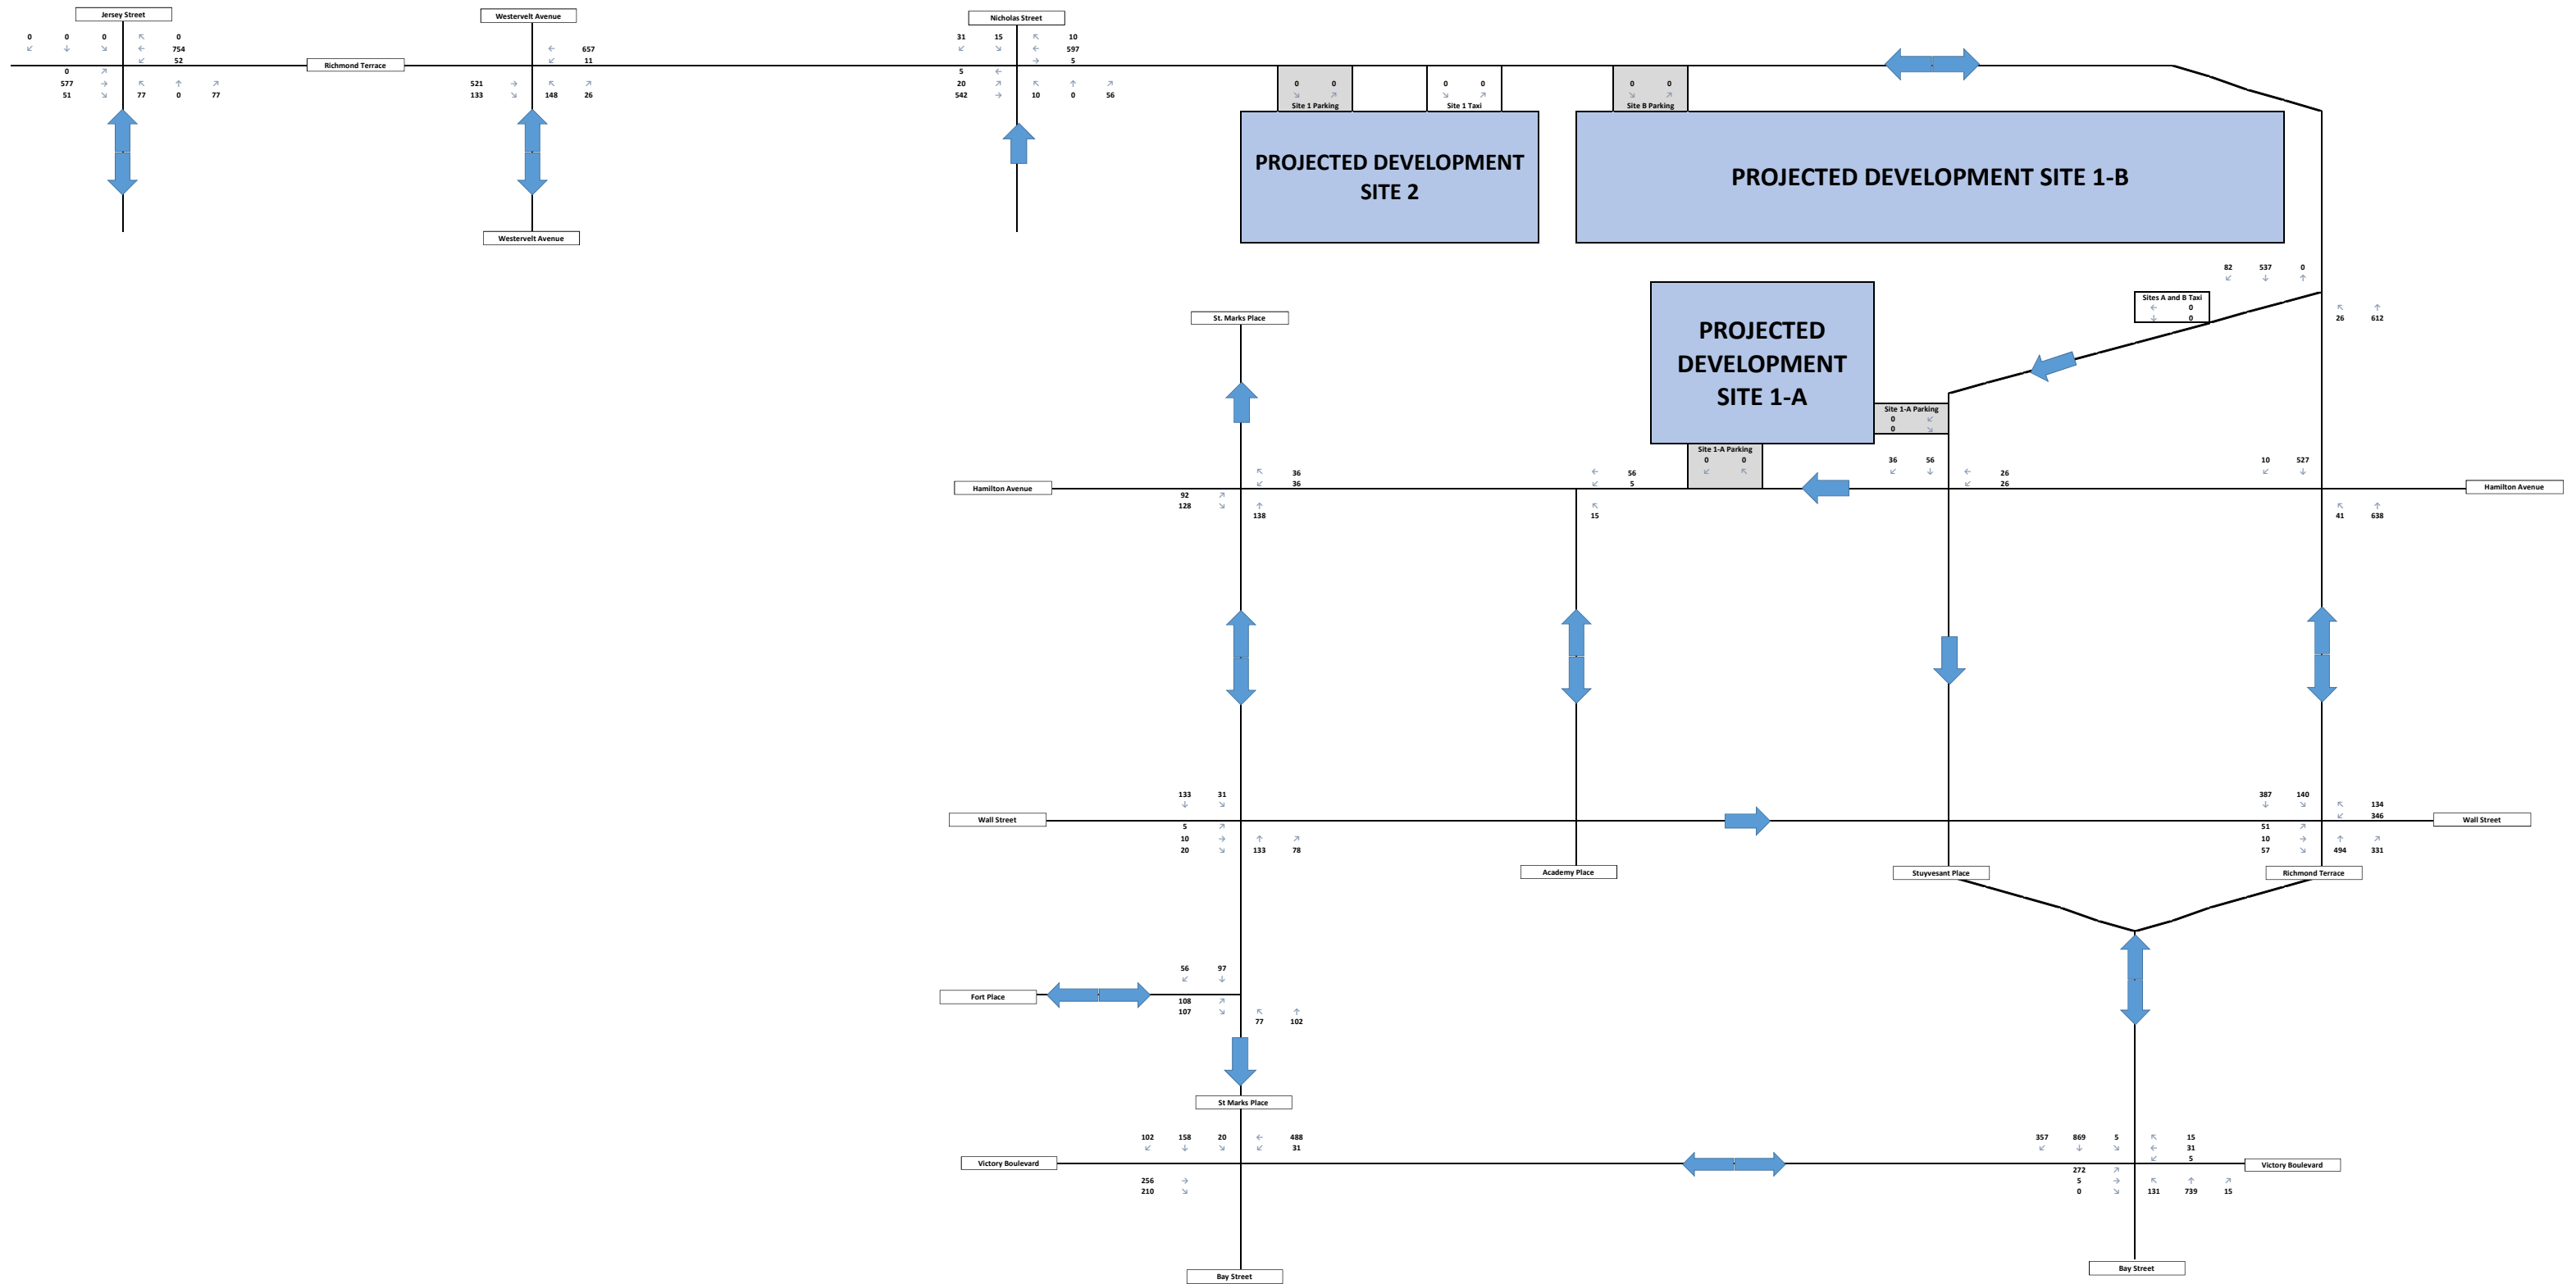 Jersey Street
Westervelt Avenue
Nicholas Street
0 0 0 ↖ 0
↙ ↓ ↘ ← 754
↙ 52
Richmond Terrace
0 ↗
577 → ↖ ↑ ↗
51 ↘ 77 0 77
← 657
↙ 11
521 → ↖ ↗
133 ↘ 148 26
31 15 ↖ 10
↙ ↘ ← 597
→ 5
5 ←
20 ↗ ↖ ↑ ↗
542 → 10 0 56
0 0
↘ ↗
Site 1 Parking
0 0
↘ ↗
Site 1 Taxi
0 0
↘ ↗
Site B Parking
PROJECTED DEVELOPMENT
SITE 2
PROJECTED DEVELOPMENT SITE 1-B
Westervelt Avenue
82 537 0
↙ ↓ ↑
Sites A and B Taxi
← 0
↓ 0
↖ ↑
26 612
St. Marks Place
PROJECTED
DEVELOPMENT
SITE 1-A
Site 1-A Parking
0 ↙
0 ↘
Site 1-A Parking
0 0
↙ ↖
↖ 36
↙ 36
Hamilton Avenue
92 ↗
128 ↘ ↑
138
← 56
↙ 5
↖
15
36 56 ← 26
↙ ↓ ↙ 26
10 527
↙ ↓
Hamilton Avenue
↖ ↑
41 638
133 31
↓ ↘
Wall Street
5 ↗
10 → ↑ ↗
20 ↘ 133 78
387 140 ↖ 134
↓ ↘ ↙ 346
Wall Street
51 ↗
10 → ↑ ↗
57 ↘ 494 331
Academy Place
Stuyvesant Place
Richmond Terrace
56 97
↙ ↓
Fort Place
108 ↗
107 ↘ ↖ ↑
77 102
St Marks Place
102 158 20 ← 488
↙ ↓ ↘ ↙ 31
Victory Boulevard
256 →
210 ↘
357 869 5 ↖ 15
↙ ↓ ↘ ← 31
↙ 5
Victory Boulevard
272 ↗
5 → ↖ ↑ ↗
0 ↘ 131 739 15
Bay Street
Bay Street